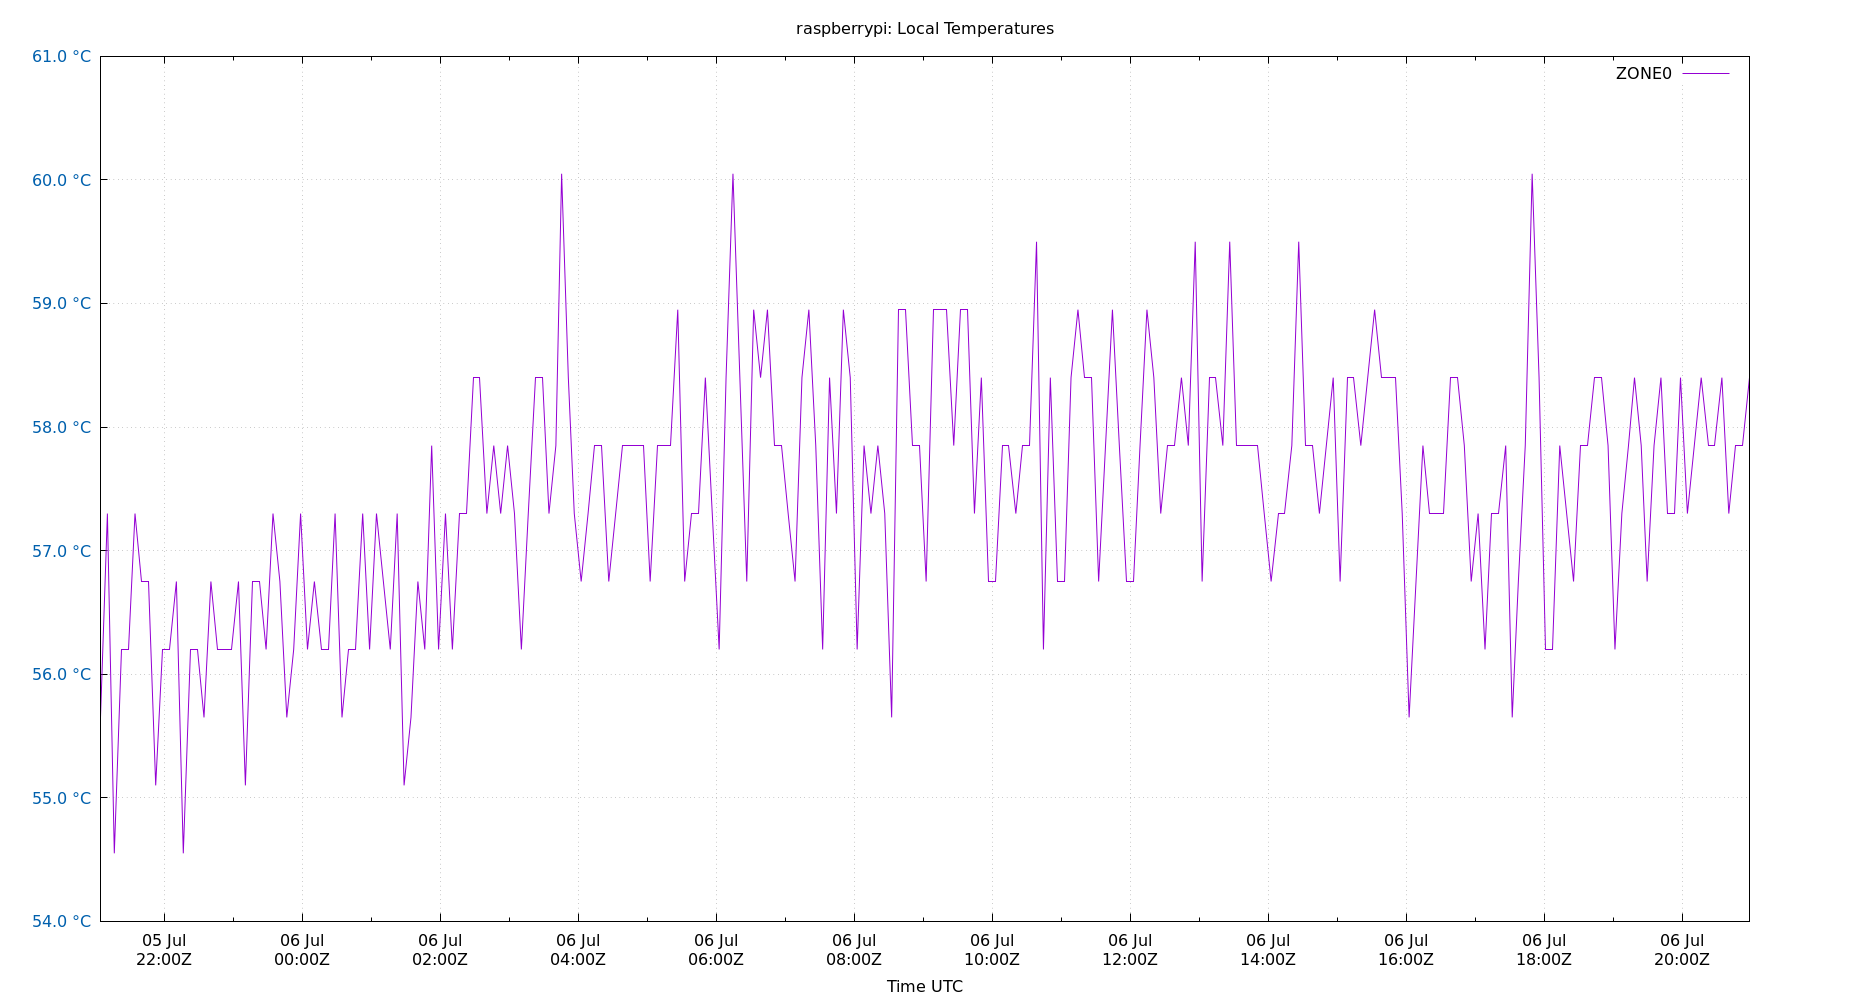 raspberrypi: Local Temperatures
61.0 °C
ZONE0
60.0 °C
59.0 °C
58.0 °C
57.0 °C
56.0 °C
55.0 °C
54.0 °C
05 Jul 06 Jul 06 Jul 06 Jul 06 Jul 06 Jul 06 Jul 06 Jul 06 Jul 06 Jul 06 Jul 06 Jul
22:00Z 00:00Z 02:00Z 04:00Z 06:00Z 08:00Z 10:00Z 12:00Z 14:00Z 16:00Z 18:00Z 20:00Z
Time UTC